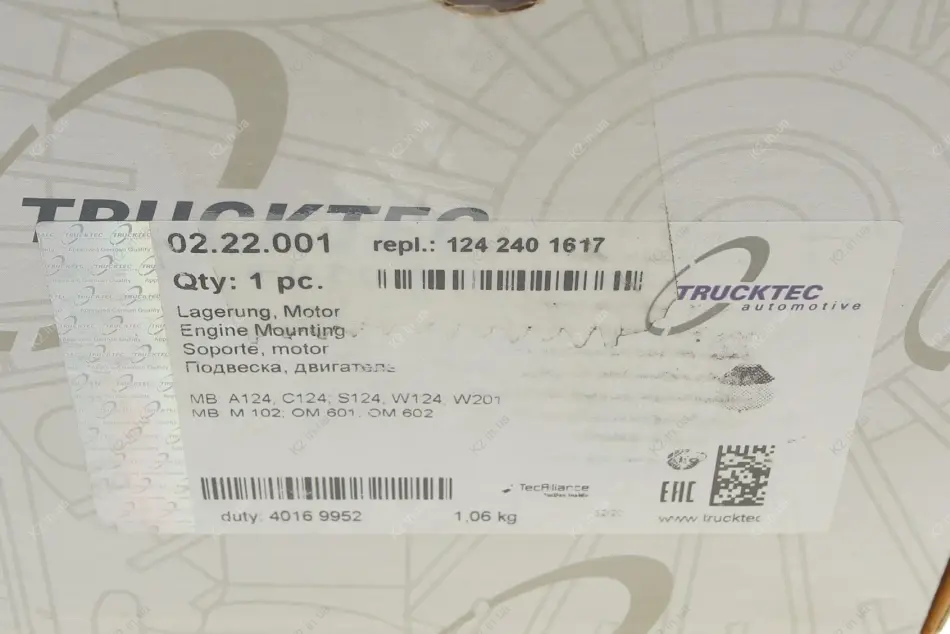 TRUCKTEC
02.22.001 repl.: 124 240 1617
Qty: 1 pc.
TRUCKTEC
automotive
Lagerung, Motor
Engine Mounting
Soporte, motor
Подвеска, двигатель
MB A124, C124, S124, W124, W201
MB M 102, OM 601, OM 602
TecAlliance
EAC
duty: 4016 9952 1,06 kg 12/20 www.trucktec